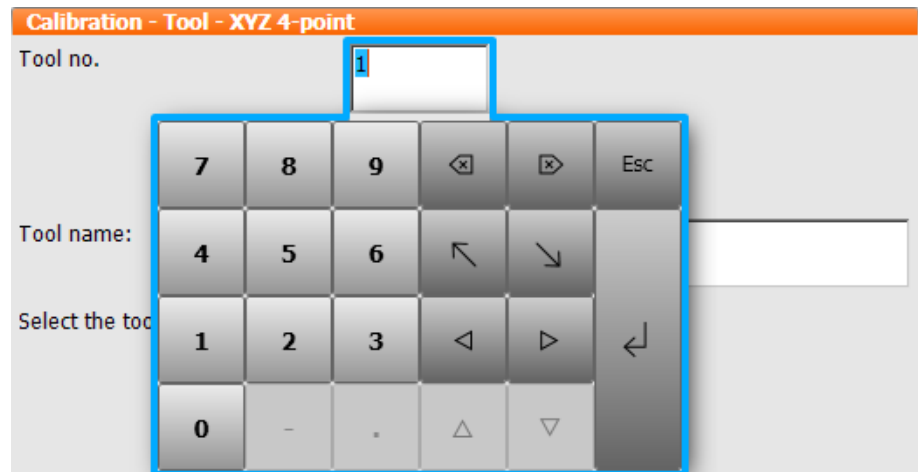 Calibration - Tool - XYZ 4-point
Tool no.
1
7 8 9 Esc
Tool name:
4 5 6
Select the too
1 2 3
0 - .